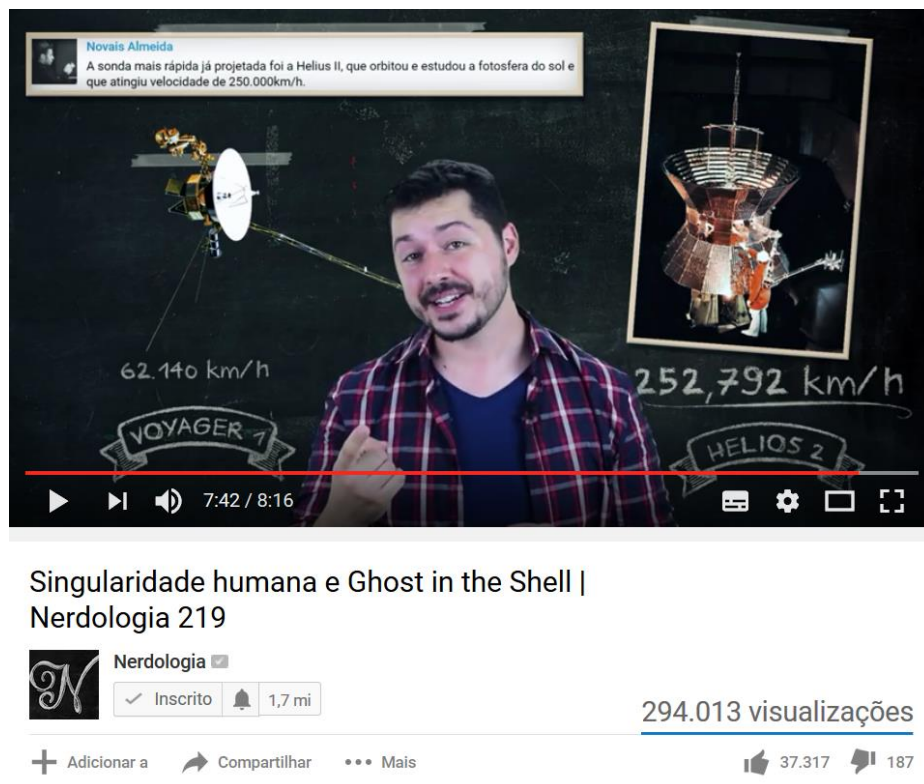 Novais Almeida
A sonda mais rápida já projetada foi a Helius II, que orbitou e estudou a fotosfera do sol e
que atingiu velocidade de 250.000km/h.
62.140 km/h
VOYAGER 1
252,792 km/h
HELIOS 2
7:42 / 8:16
Singularidade humana e Ghost in the Shell |
Nerdologia 219
N
Nerdologia
Inscrito
1,7 mi
294.013 visualizações
Adicionar a
Compartilhar
Mais
37.317
187